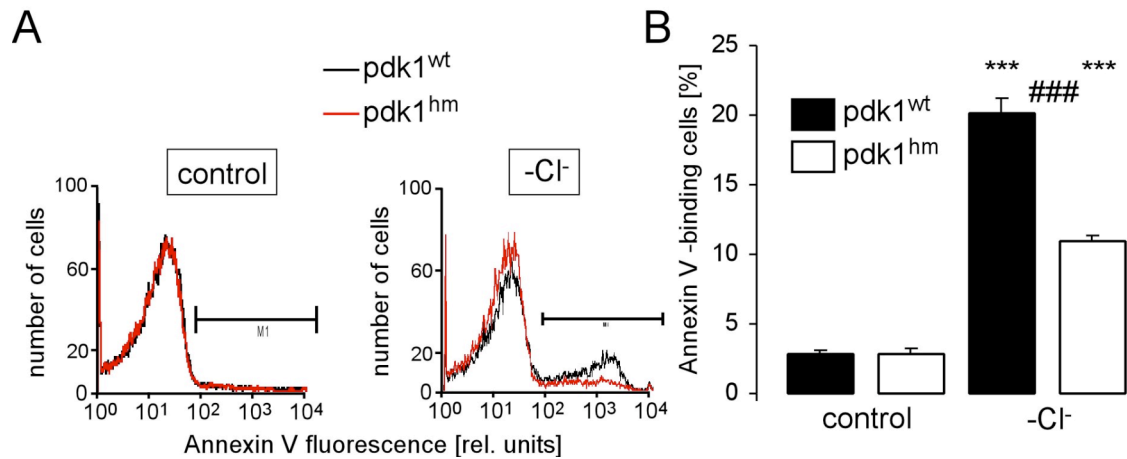 A
pdk1wt
pdk1hm
control
-Cl-
number of cells
100
60
20
0
M1
10⁰ 10¹ 10² 10³ 10⁴
number of cells
100
60
20
0
10⁰ 10¹ 10² 10³ 10⁴
Annexin V fluorescence [rel. units]
B
Annexin V -binding cells [%]
25
20
15
10
5
0
pdk1wt
pdk1hm
*** ***
###
control -Cl-